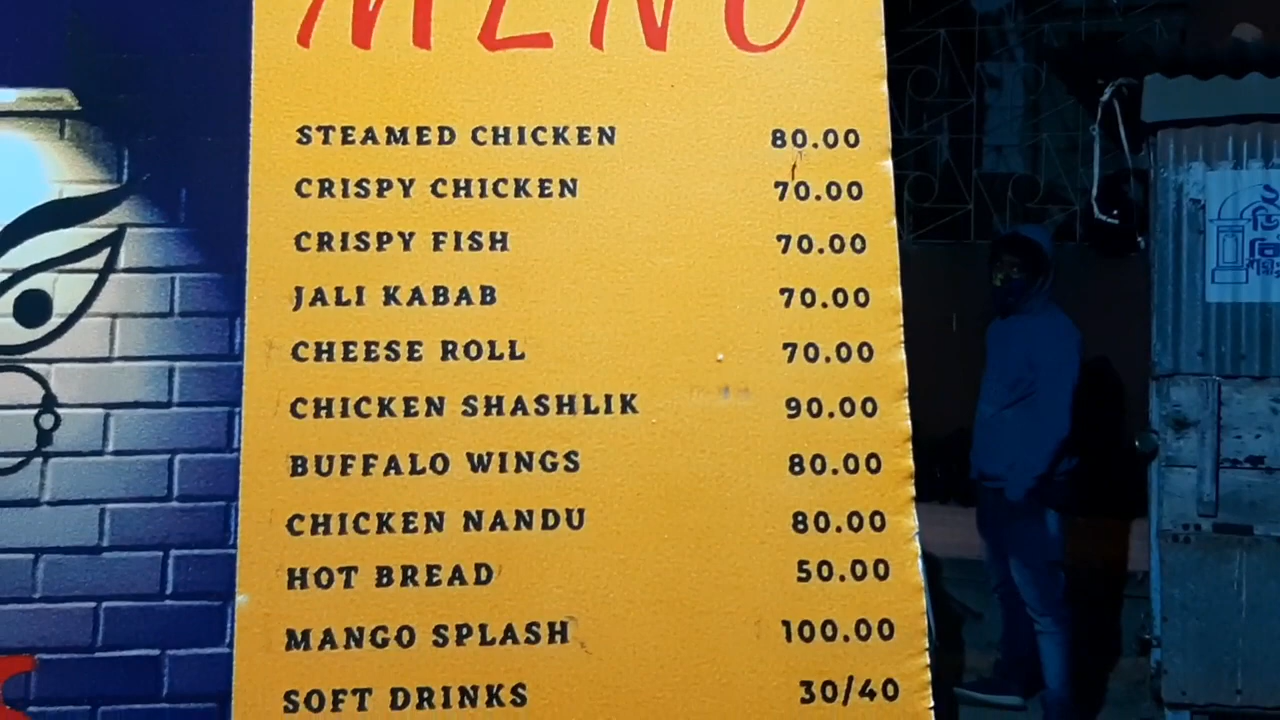 MENU
STEAMED CHICKEN 80.00
CRISPY CHICKEN 70.00
CRISPY FISH 70.00
JALI KABAB 70.00
CHEESE ROLL 70.00
CHICKEN SHASHLIK 90.00
BUFFALO WINGS 80.00
CHICKEN NANDU 80.00
HOT BREAD 50.00
MANGO SPLASH 100.00
SOFT DRINKS 30/40